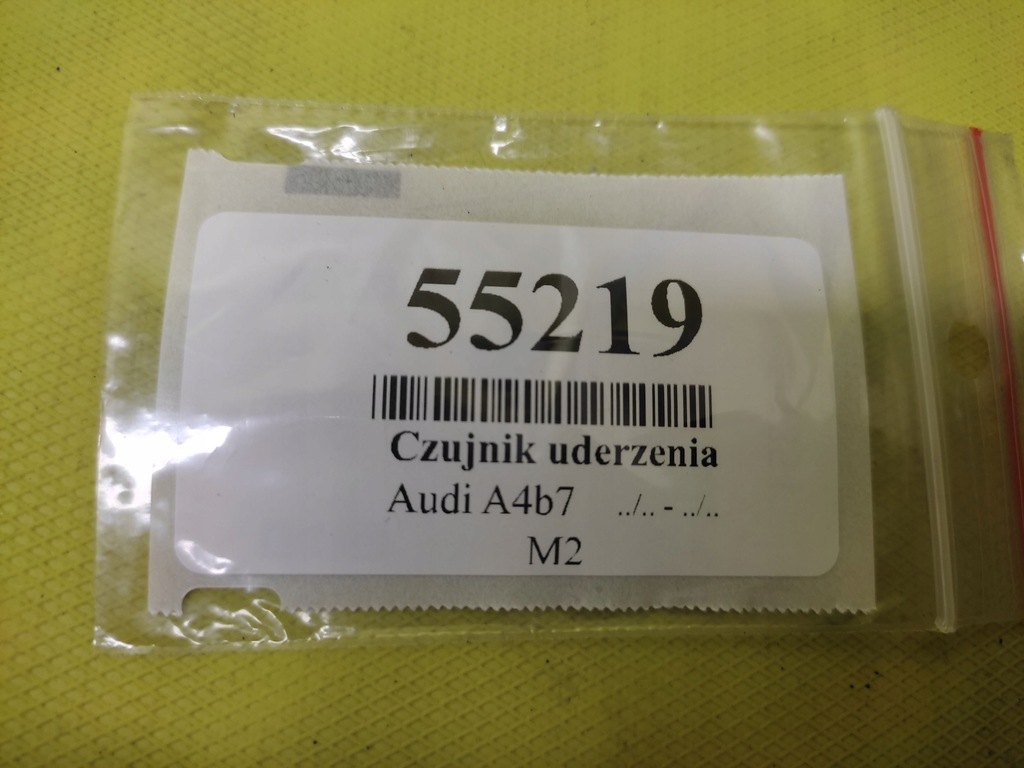 55219
Czujnik uderzenia
Audi A4b7 ../.. - ../..
M2